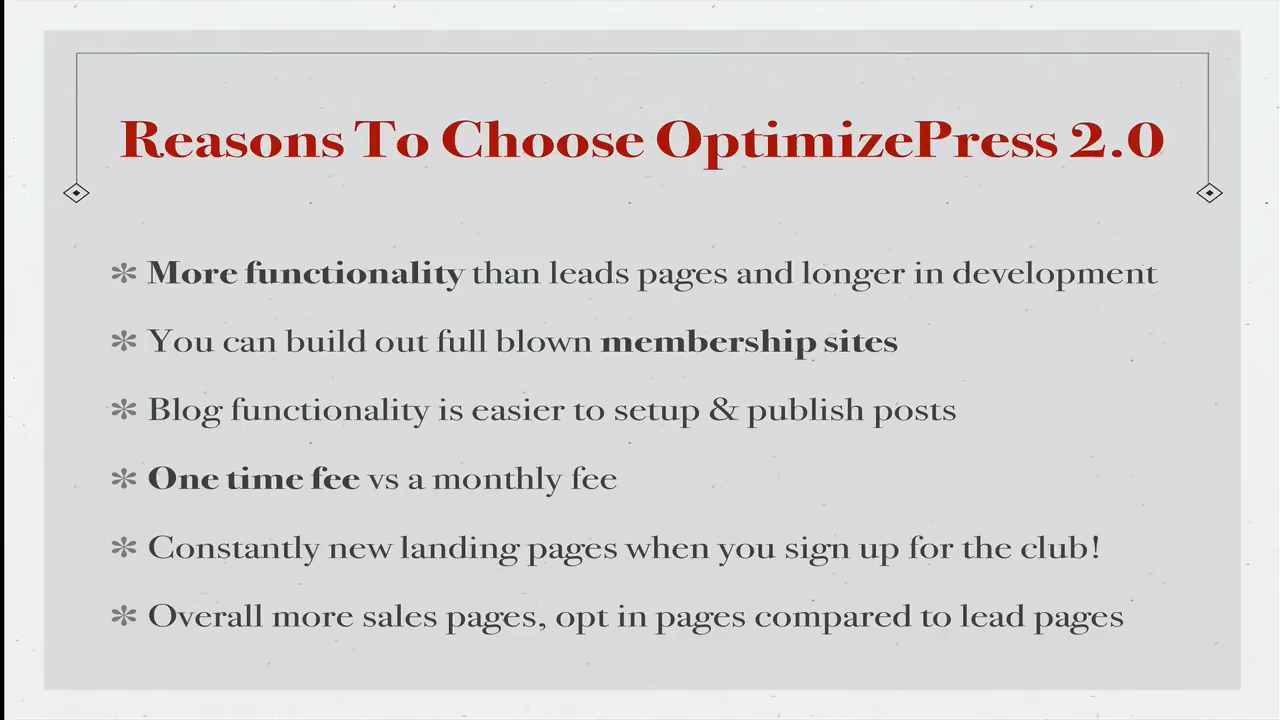 Reasons To Choose OptimizePress 2.0
✻ More functionality than leads pages and longer in development
✻ You can build out full blown membership sites
✻ Blog functionality is easier to setup & publish posts
✻ One time fee vs a monthly fee
✻ Constantly new landing pages when you sign up for the club!
✻ Overall more sales pages, opt in pages compared to lead pages